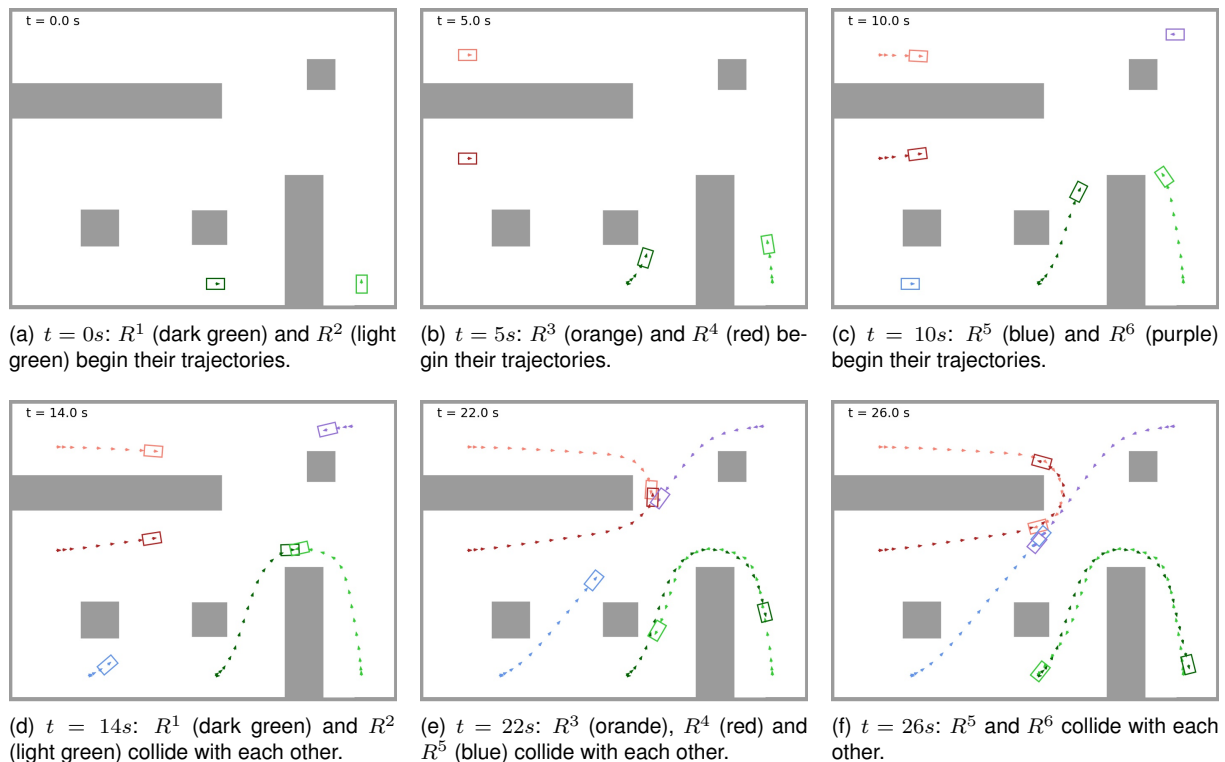 t = 0.0 s
t = 5.0 s
t = 10.0 s
(a) t = 0s: R¹ (dark green) and R² (light
green) begin their trajectories.
(b) t = 5s: R³ (orange) and R⁴ (red) be-
gin their trajectories.
(c) t = 10s: R⁵ (blue) and R⁶ (purple)
begin their trajectories.
t = 14.0 s
t = 22.0 s
t = 26.0 s
(d) t = 14s: R¹ (dark green) and R²
(light green) collide with each other.
(e) t = 22s: R³ (orande), R⁴ (red) and
R⁵ (blue) collide with each other.
(f) t = 26s: R⁵ and R⁶ collide with each
other.